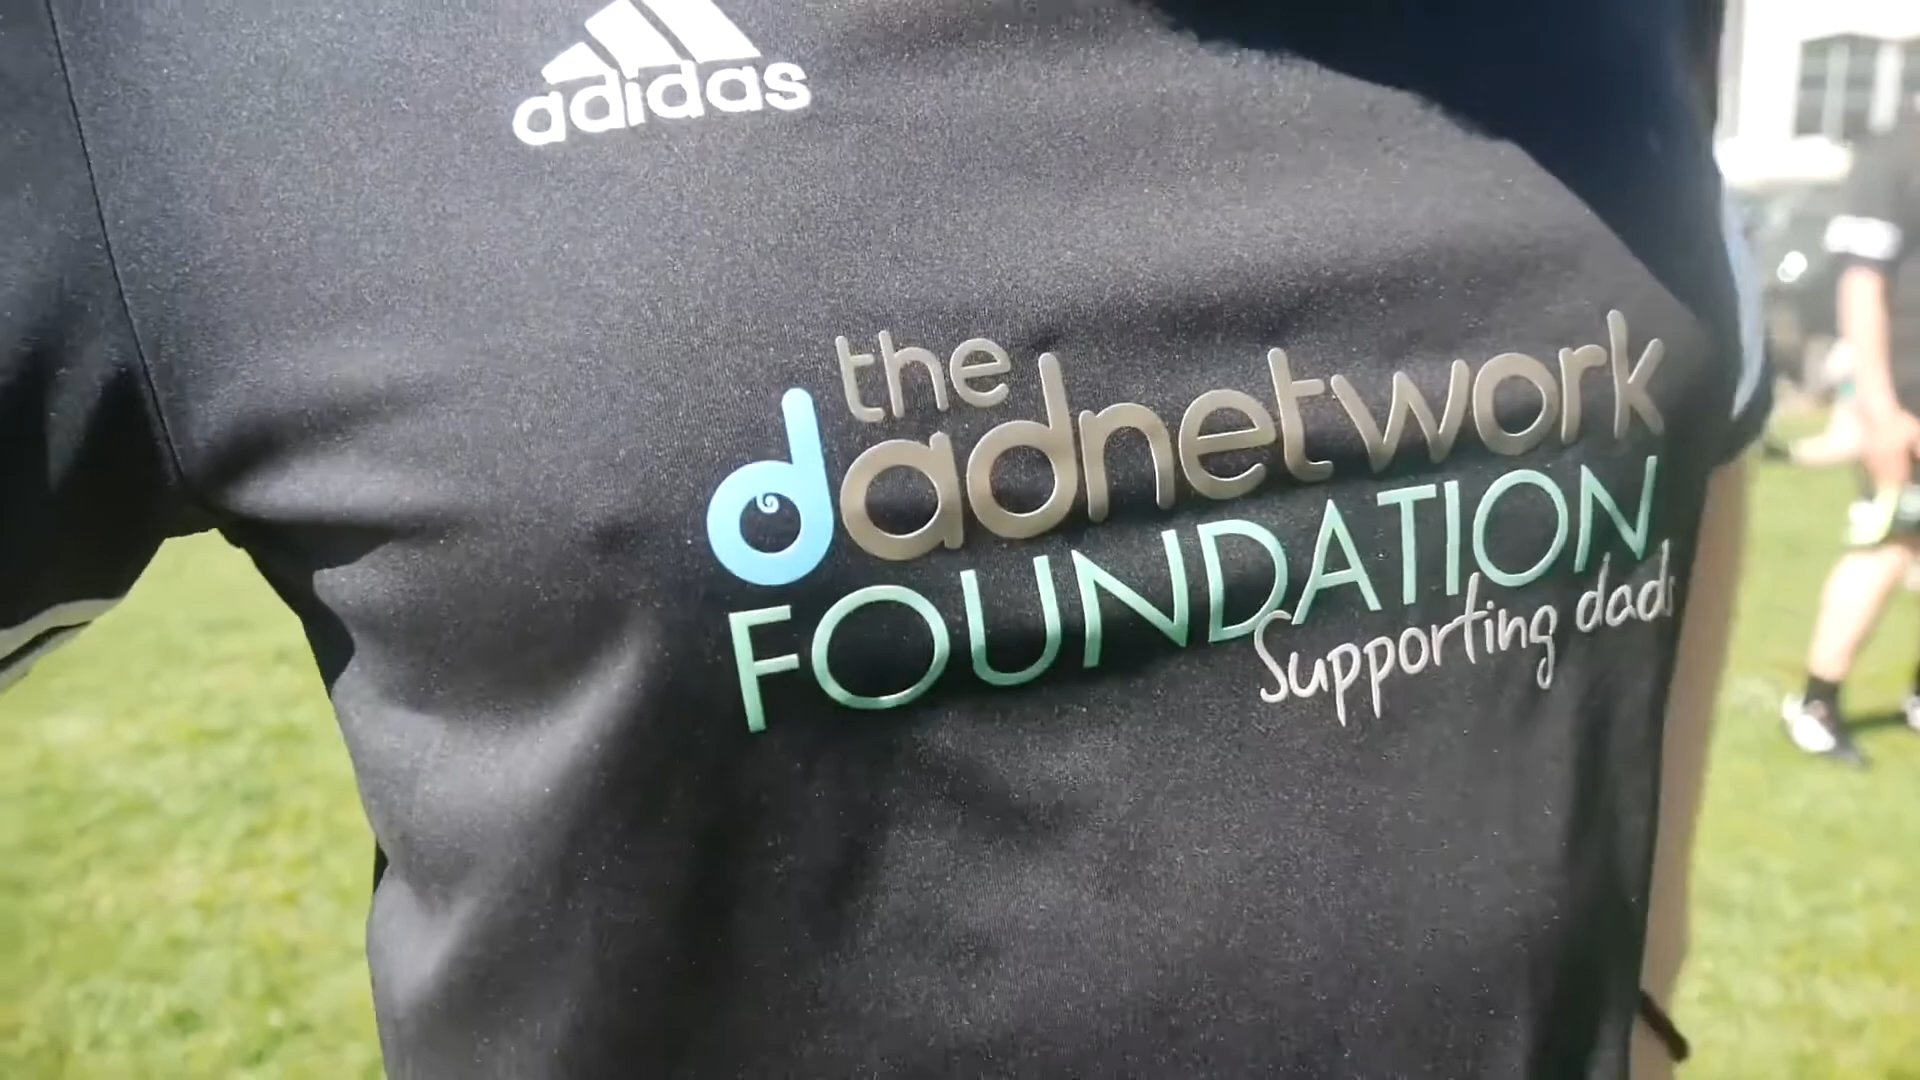 adidas
the
dadnetwork
FOUNDATION
Supporting dads